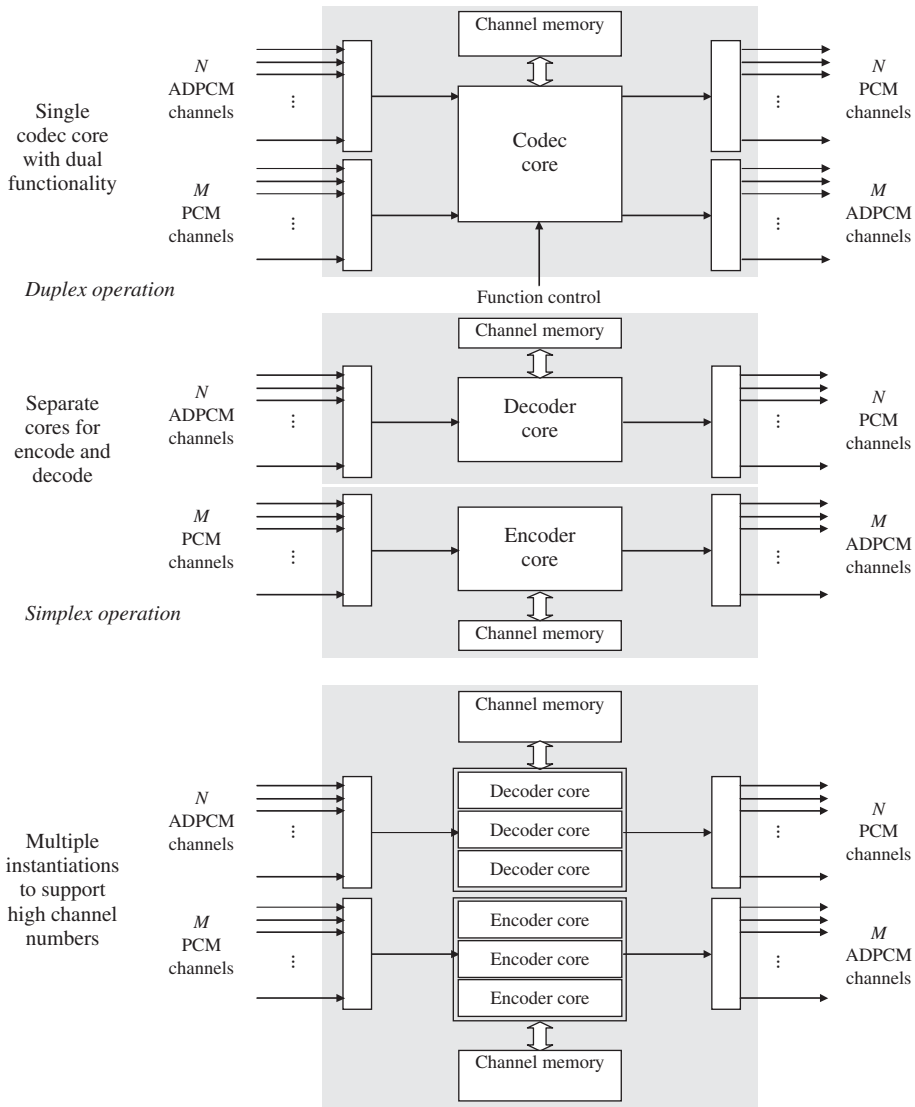 Channel memory
N
ADPCM
channels
Single
codec core
with dual
functionality
Codec
core
N
PCM
channels
M
PCM
channels
M
ADPCM
channels
Duplex operation
Function control
Channel memory
N
ADPCM
channels
Separate
cores for
encode and
decode
Decoder
core
N
PCM
channels
M
PCM
channels
Encoder
core
M
ADPCM
channels
Simplex operation
Channel memory
Channel memory
N
ADPCM
channels
Decoder core
Decoder core
Decoder core
N
PCM
channels
Multiple
instantiations
to support
high channel
numbers
M
PCM
channels
Encoder core
Encoder core
Encoder core
M
ADPCM
channels
Channel memory